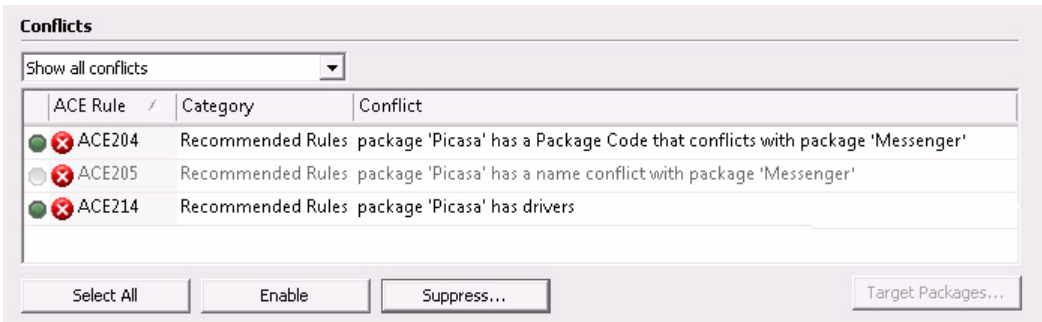 Conflicts
Show all conflicts
ACE Rule Category Conflict
ACE204 Recommended Rules package 'Picasa' has a Package Code that conflicts with package 'Messenger'
ACE205 Recommended Rules package 'Picasa' has a name conflict with package 'Messenger'
ACE214 Recommended Rules package 'Picasa' has drivers
Select All Enable Suppress... Target Packages...